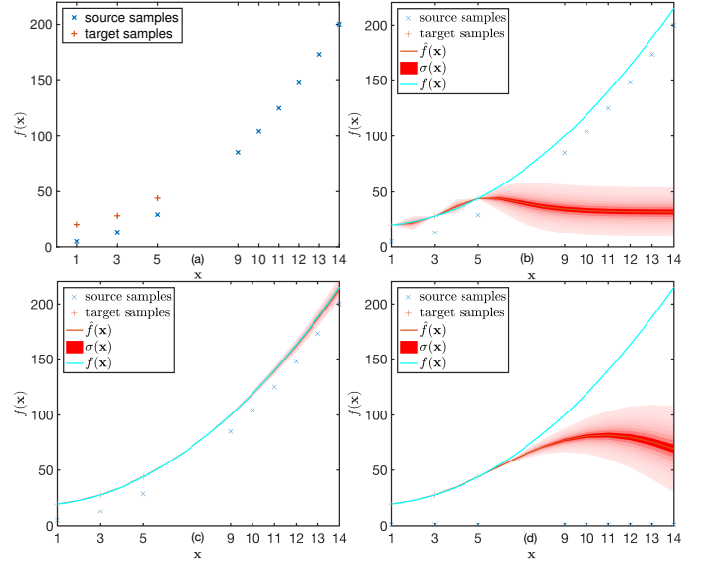 source samples
target samples
200
150
100
50
0
f(x)
1 3 5 (a) 9 10 11 12 13 14
x
source samples
target samples
f̂(x)
σ(x)
f(x)
200
150
100
50
0
f(x)
1 3 5 (b) 9 10 11 12 13 14
x
source samples
target samples
f̂(x)
σ(x)
f(x)
200
150
100
50
0
f(x)
1 3 5 (c) 9 10 11 12 13 14
x
source samples
target samples
f̂(x)
σ(x)
f(x)
200
150
100
50
0
f(x)
1 3 5 (d) 9 10 11 12 13 14
x